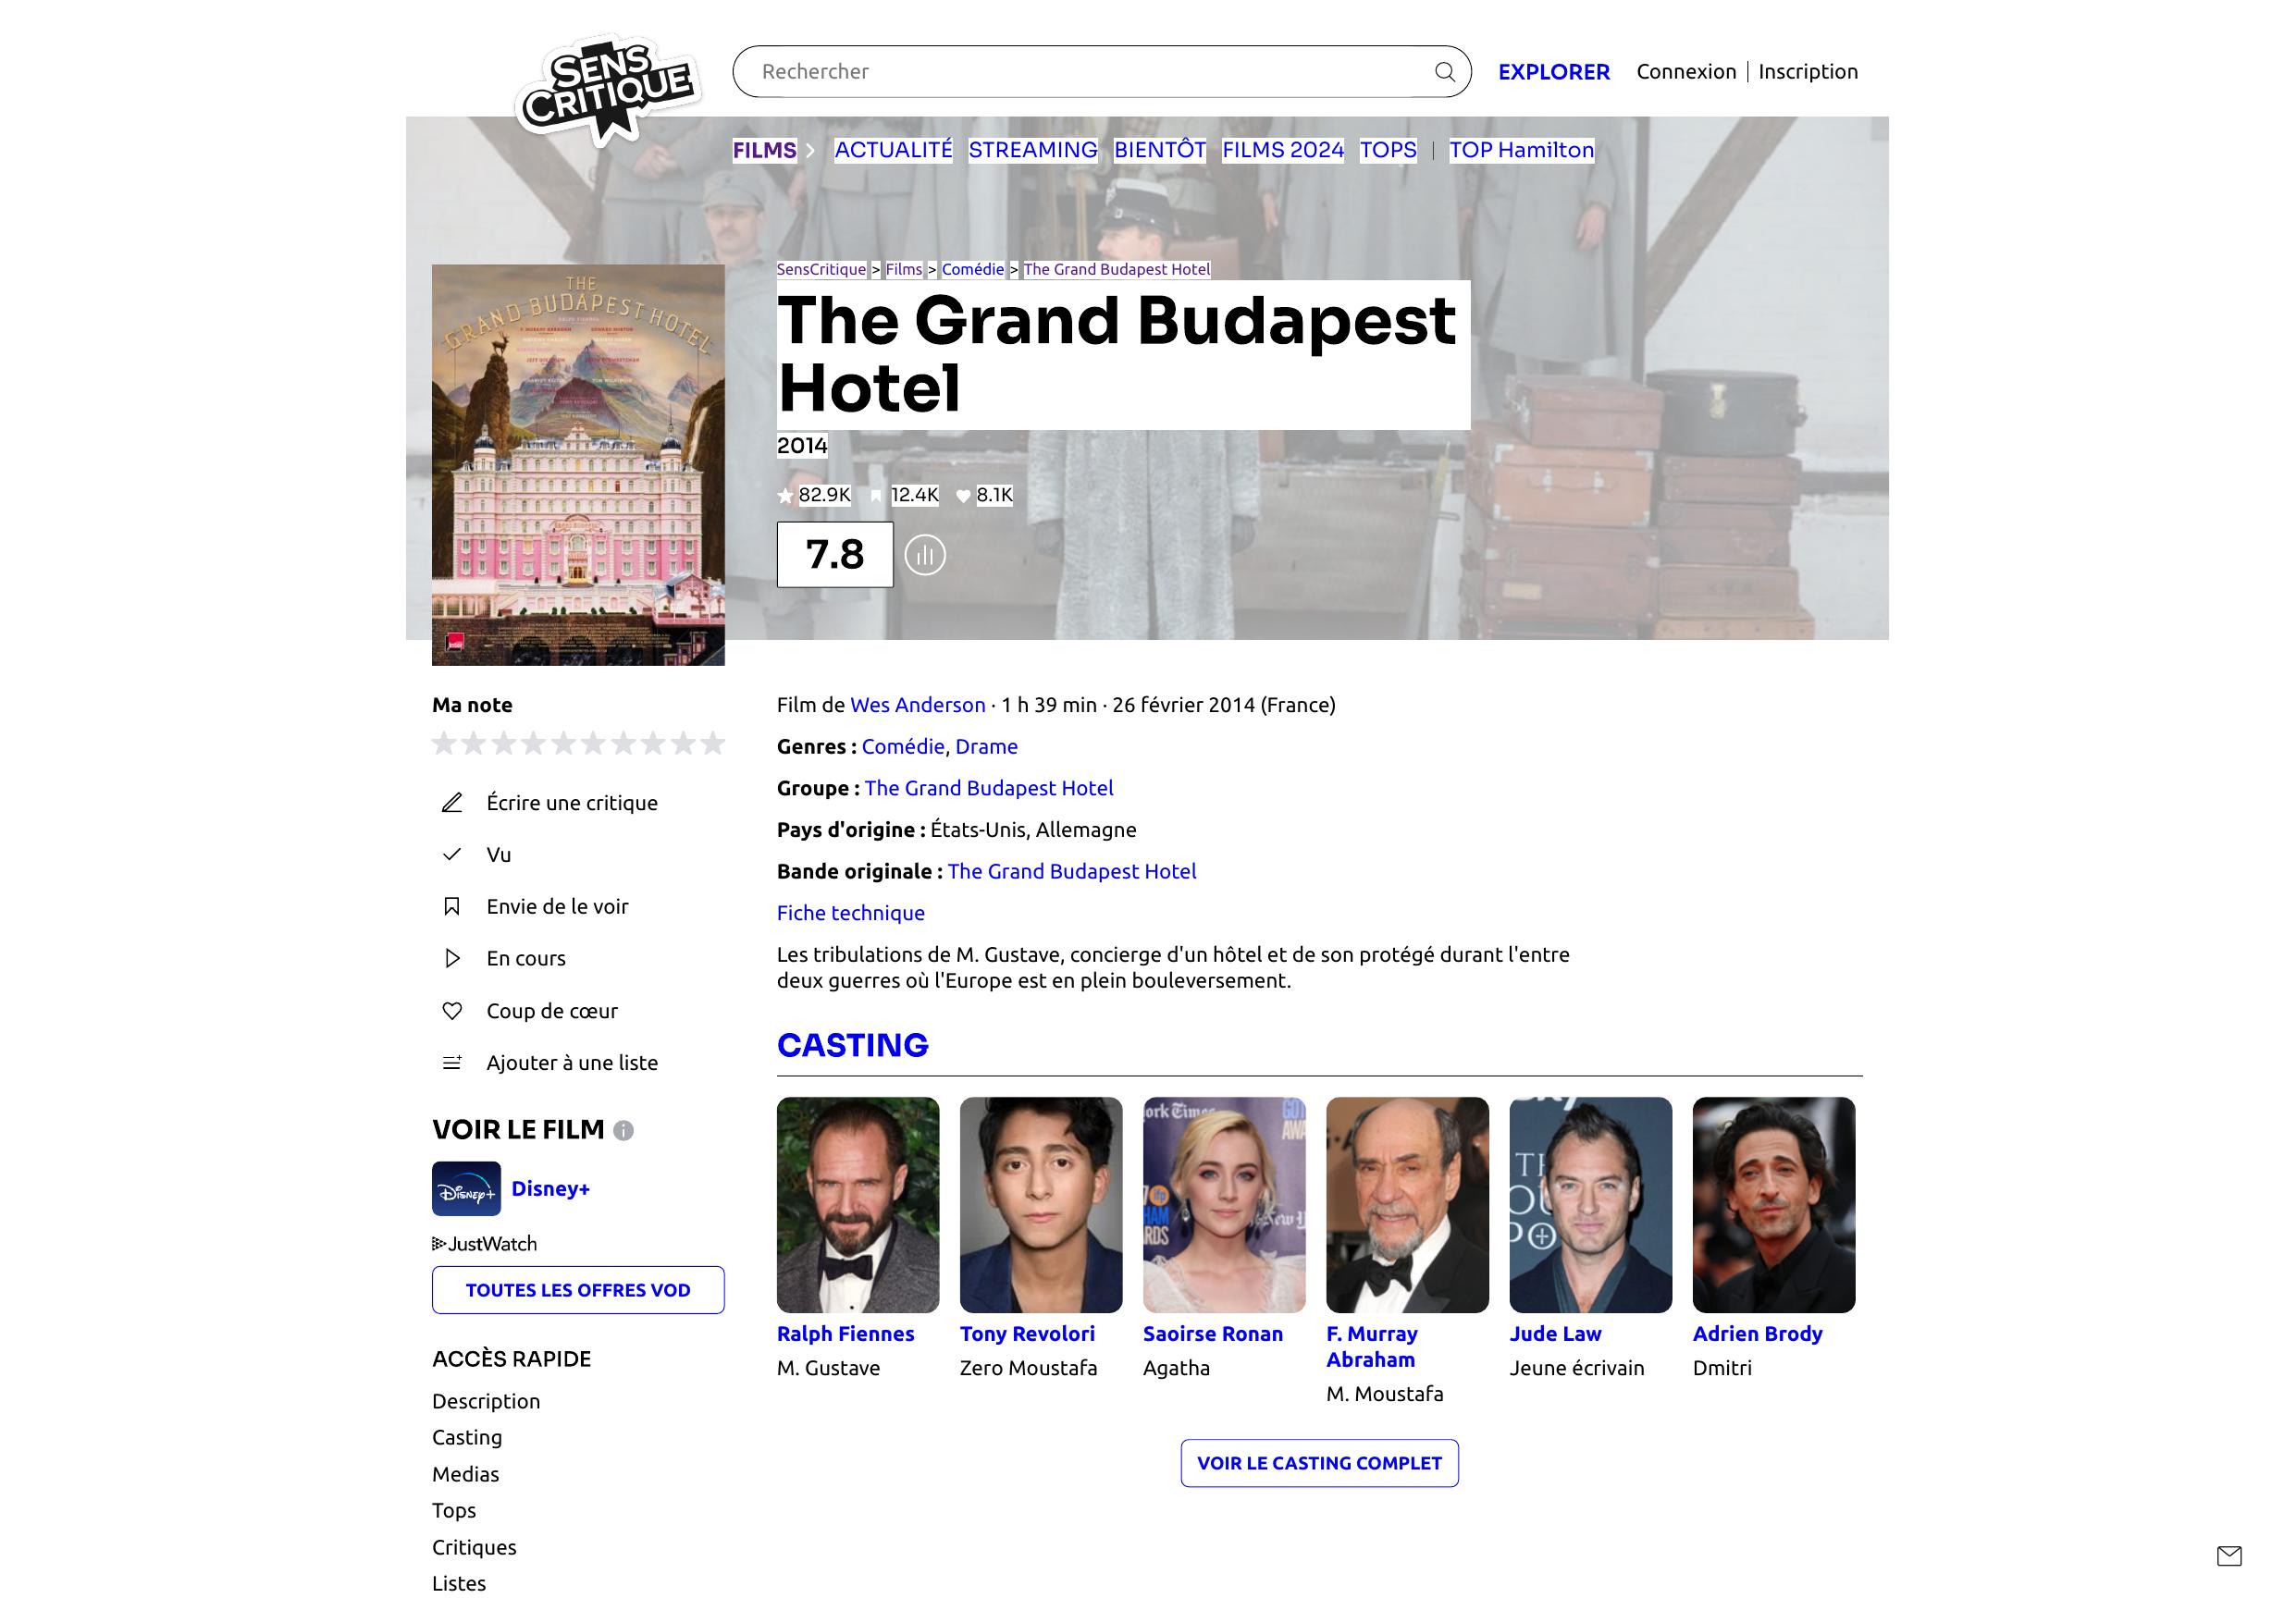 SENS
CRITIQUE
Rechercher
EXPLORER
Connexion | Inscription
FILMS
ACTUALITÉ
STREAMING
BIENTÔT
FILMS 2024
TOPS
TOP Hamilton
SensCritique > Films > Comédie > The Grand Budapest Hotel
The Grand Budapest
Hotel
2014
82.9K
12.4K
8.1K
7.8
THE
GRAND BUDAPEST HOTEL
Ma note
Écrire une critique
Vu
Envie de le voir
En cours
Coup de cœur
Ajouter à une liste
VOIR LE FILM
Disney+
Disney+
JustWatch
TOUTES LES OFFRES VOD
ACCÈS RAPIDE
Description
Casting
Medias
Tops
Critiques
Listes
Film de Wes Anderson · 1 h 39 min · 26 février 2014 (France)
Genres : Comédie, Drame
Groupe : The Grand Budapest Hotel
Pays d'origine : États-Unis, Allemagne
Bande originale : The Grand Budapest Hotel
Fiche technique
Les tribulations de M. Gustave, concierge d'un hôtel et de son protégé durant l'entre
deux guerres où l'Europe est en plein bouleversement.
CASTING
Ralph Fiennes
M. Gustave
Tony Revolori
Zero Moustafa
Saoirse Ronan
Agatha
F. Murray
Abraham
M. Moustafa
Jude Law
Jeune écrivain
Adrien Brody
Dmitri
VOIR LE CASTING COMPLET